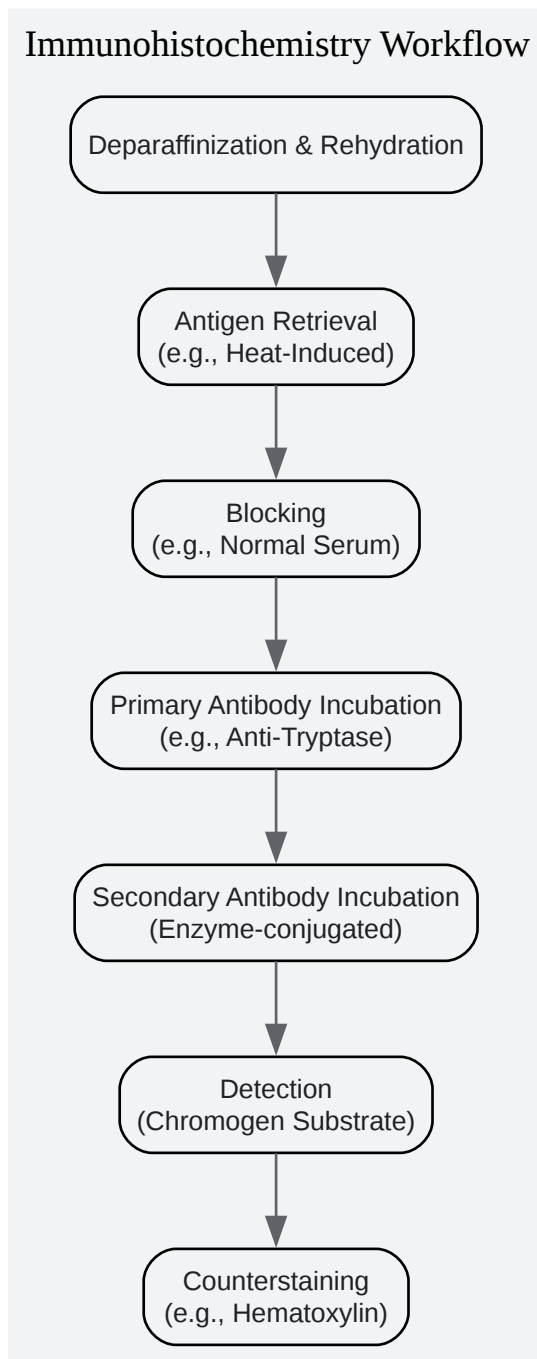 Immunohistochemistry Workflow
Deparaffinization & Rehydration
Antigen Retrieval
(e.g., Heat-Induced)
Blocking
(e.g., Normal Serum)
Primary Antibody Incubation
(e.g., Anti-Tryptase)
Secondary Antibody Incubation
(Enzyme-conjugated)
Detection
(Chromogen Substrate)
Counterstaining
(e.g., Hematoxylin)